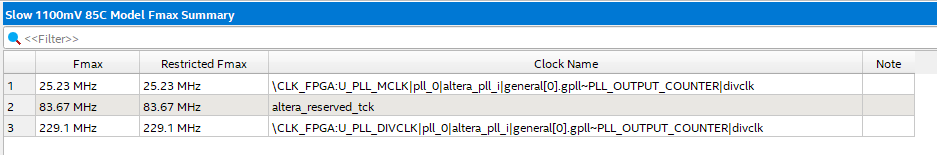 Slow 1100mV 85C Model Fmax Summary
<<Filter>>
Fmax Restricted Fmax Clock Name Note
1 25.23 MHz 25.23 MHz \CLK_FPGA:U_PLL_MCLK|pll_0|altera_pll_i|general[0].gpll~PLL_OUTPUT_COUNTER|divclk
2 83.67 MHz 83.67 MHz altera_reserved_tck
3 229.1 MHz 229.1 MHz \CLK_FPGA:U_PLL_DIVCLK|pll_0|altera_pll_i|general[0].gpll~PLL_OUTPUT_COUNTER|divclk